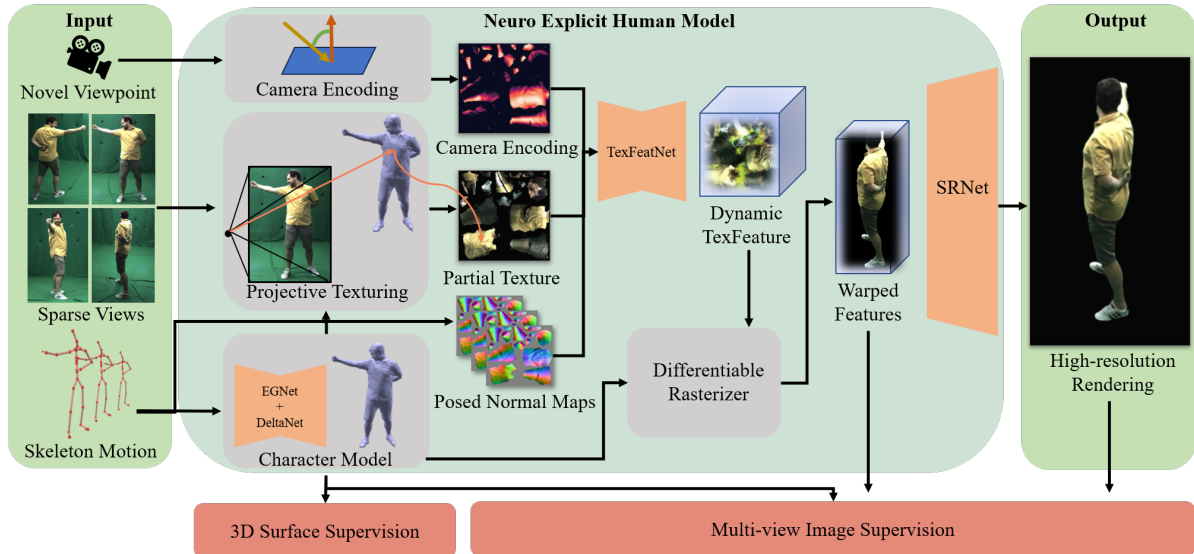 Input
Neuro Explicit Human Model
Output
Novel Viewpoint
Camera Encoding
Camera Encoding
TexFeatNet
SRNet
Sparse Views
Projective Texturing
Partial Texture
Dynamic
TexFeature
Warped
Features
Skeleton Motion
EGNet
+
DeltaNet
Character Model
Posed Normal Maps
Differentiable
Rasterizer
High-resolution
Rendering
3D Surface Supervision
Multi-view Image Supervision